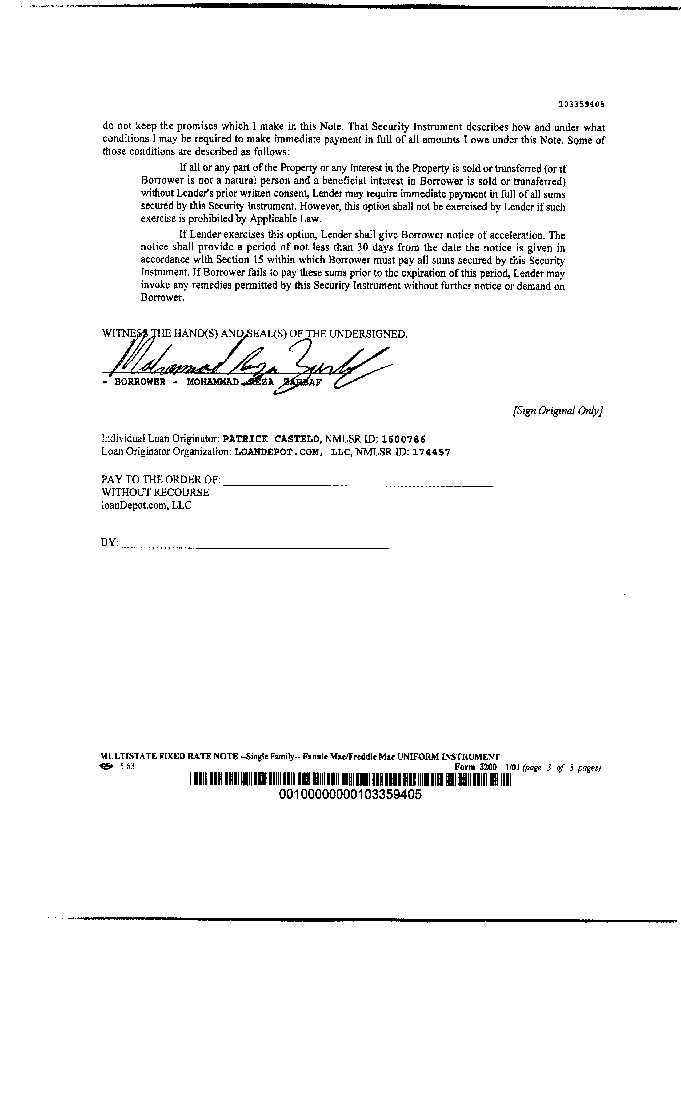 103359405
do not keep the promises which I make in this Note. That Security Instrument describes how and under what
conditions I may be required to make immediate payment in full of all amounts I owe under this Note. Some of
those conditions are described as follows:
If all or any part of the Property or any Interest in the Property is sold or transferred (or if
Borrower is not a natural person and a beneficial interest in Borrower is sold or transferred)
without Lender's prior written consent, Lender may require immediate payment in full of all sums
secured by this Security Instrument. However, this option shall not be exercised by Lender if such
exercise is prohibited by Applicable Law.
If Lender exercises this option, Lender shall give Borrower notice of acceleration. The
notice shall provide a period of not less than 30 days from the date the notice is given in
accordance with Section 15 within which Borrower must pay all sums secured by this Security
Instrument. If Borrower fails to pay these sums prior to the expiration of this period, Lender may
invoke any remedies permitted by this Security Instrument without further notice or demand on
Borrower.
WITNESS THE HAND(S) AND SEAL(S) OF THE UNDERSIGNED.
Mohammad Reza
- BORROWER - MOHAMMAD REZA
[Sign Original Only]
Individual Loan Originator: PATRICE CASTELO, NMLSR ID: 1600766
Loan Originator Organization: LOANDEPOT.COM, LLC, NMLSR ID: 174457
PAY TO THE ORDER OF:
WITHOUT RECOURSE
loanDepot.com, LLC
BY:
MULTISTATE FIXED RATE NOTE --Single Family-- Fannie Mae/Freddie Mac UNIFORM INSTRUMENT
Form 3200 1/01 (page 3 of 3 pages)
00100000000103359405